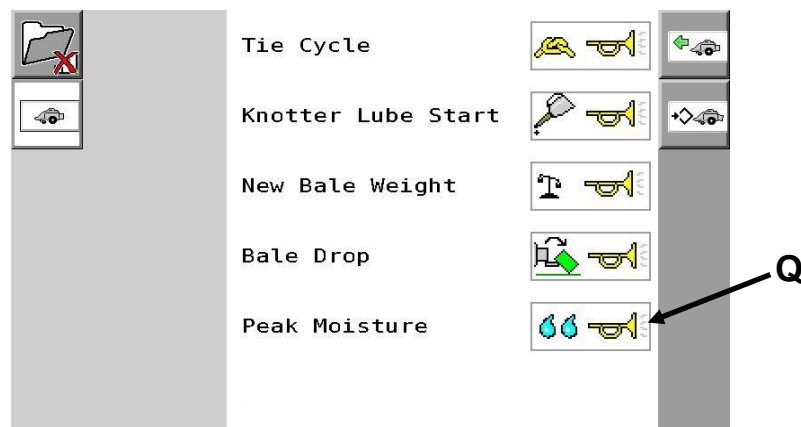 Tie Cycle
Knotter Lube Start
New Bale Weight
Bale Drop
Q
Peak Moisture